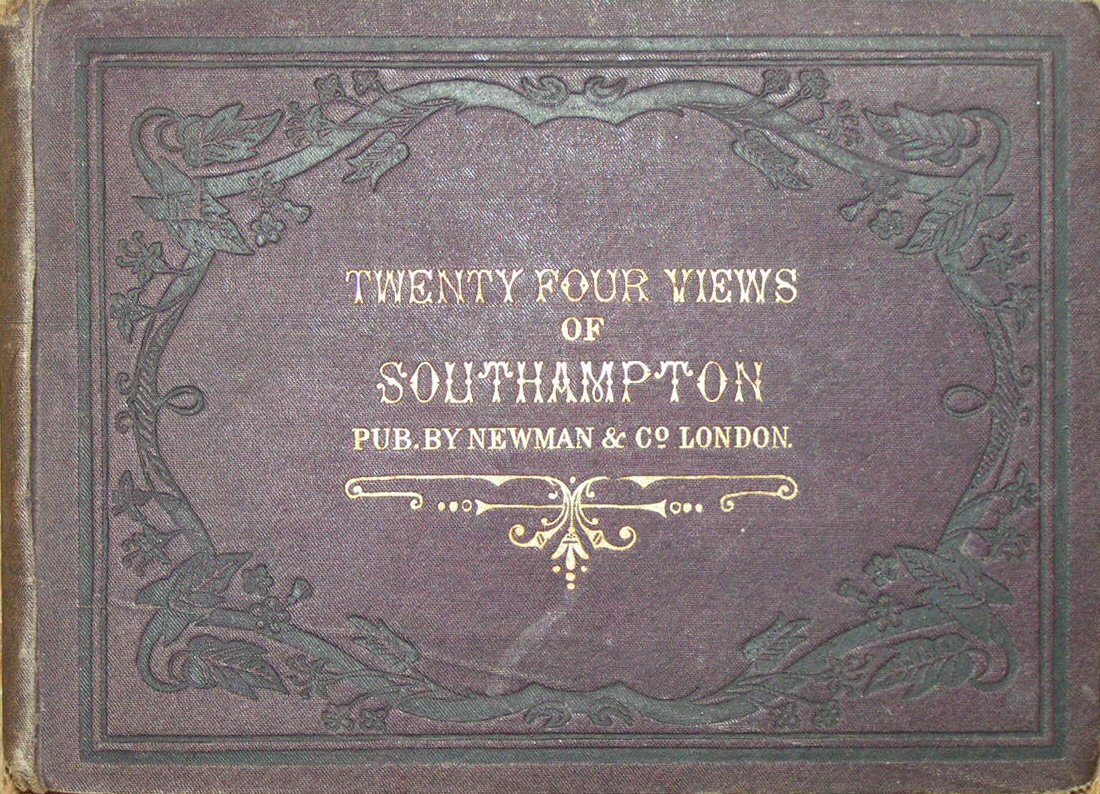 TWENTY FOUR VIEWS
OF
SOUTHAMPTON
PUB. BY NEWMAN & Cº LONDON.